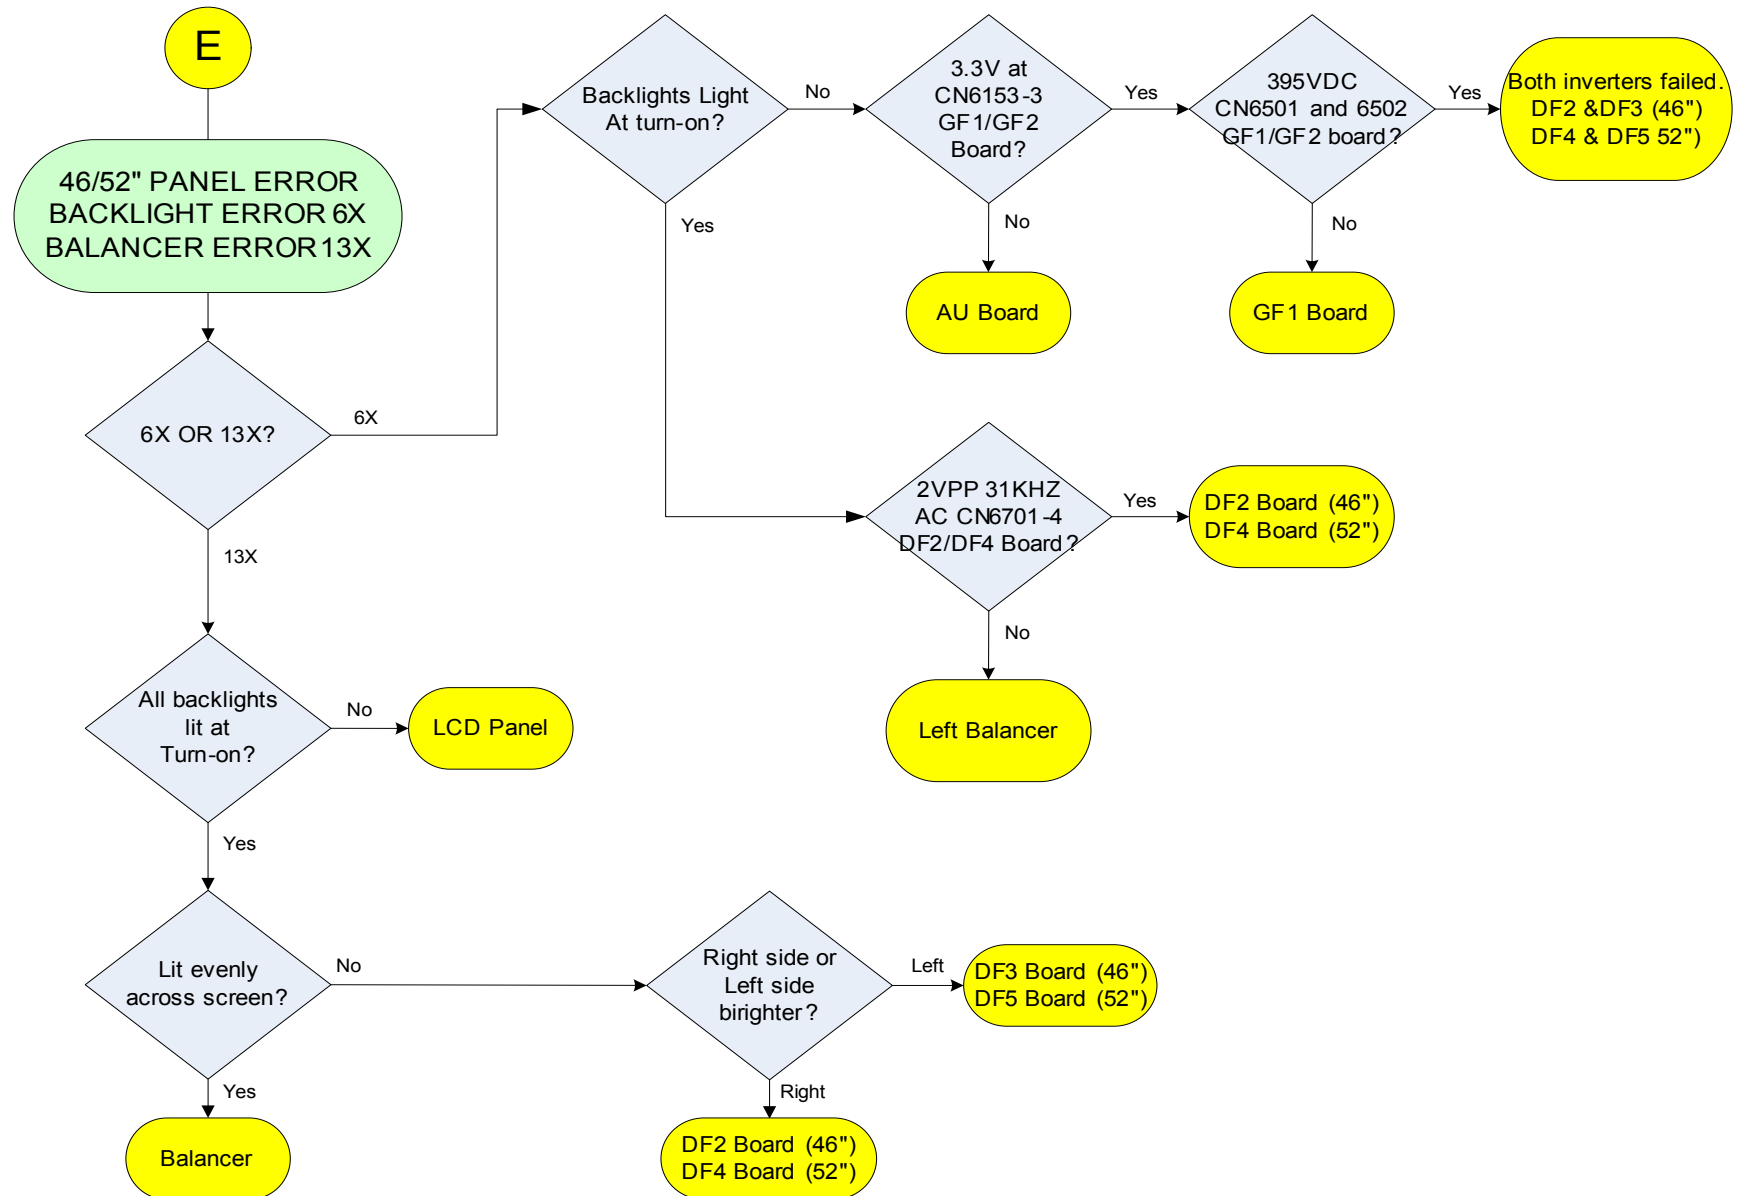 E
46/52" PANEL ERROR
BACKLIGHT ERROR 6X
BALANCER ERROR 13X
6X OR 13X?
6X
13X
Backlights Light
At turn-on?
No
Yes
3.3V at
CN6153-3
GF1/GF2
Board?
Yes
No
AU Board
395VDC
CN6501 and 6502
GF1/GF2 board?
Yes
No
GF1 Board
Both inverters failed.
DF2 &DF3 (46")
DF4 & DF5 52")
2VPP 31KHZ
AC CN6701-4
DF2/DF4 Board?
Yes
No
DF2 Board (46")
DF4 Board (52")
Left Balancer
All backlights
lit at
Turn-on?
No
LCD Panel
Yes
Lit evenly
across screen?
No
Yes
Balancer
Right side or
Left side
birighter?
Left
DF3 Board (46")
DF5 Board (52")
Right
DF2 Board (46")
DF4 Board (52")